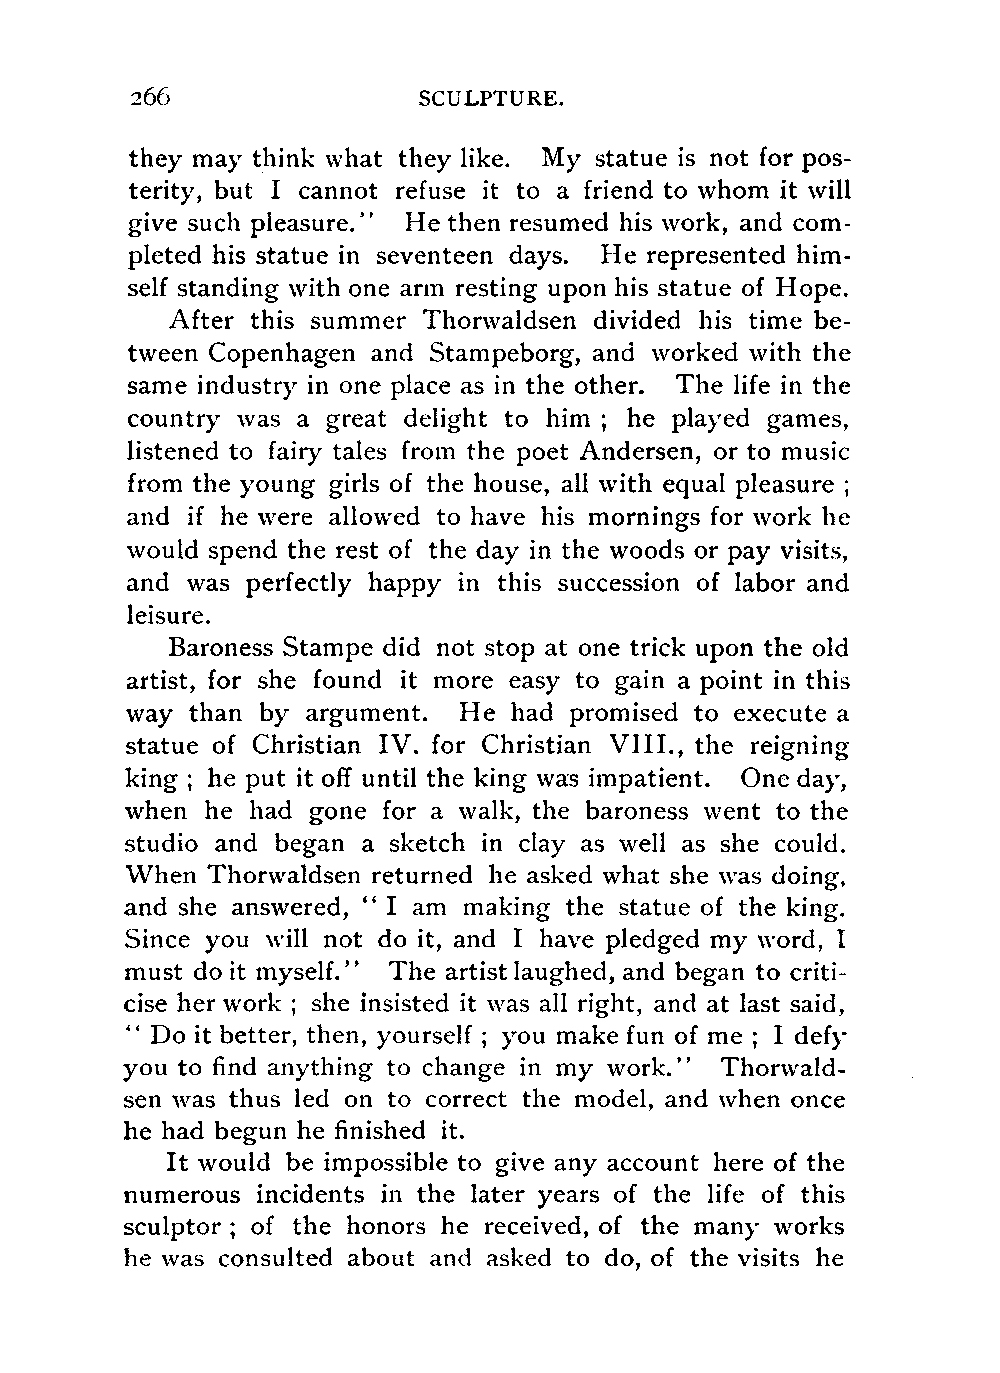 266 SCULPTURE.
they may think what they like. My statue is not for pos-
terity, but I cannot refuse it to a friend to whom it will
give such pleasure." He then resumed his work, and com-
pleted his statue in seventeen days. He represented him-
self standing with one arm resting upon his statue of Hope.
After this summer Thorwaldsen divided his time be-
tween Copenhagen and Stampeborg, and worked with the
same industry in one place as in the other. The life in the
country was a great delight to him ; he played games,
listened to fairy tales from the poet Andersen, or to music
from the young girls of the house, all with equal pleasure ;
and if he were allowed to have his mornings for work he
would spend the rest of the day in the woods or pay visits,
and was perfectly happy in this succession of labor and
leisure.
Baroness Stampe did not stop at one trick upon the old
artist, for she found it more easy to gain a point in this
way than by argument. He had promised to execute a
statue of Christian IV. for Christian VIII., the reigning
king ; he put it off until the king was impatient. One day,
when he had gone for a walk, the baroness went to the
studio and began a sketch in clay as well as she could.
When Thorwaldsen returned he asked what she was doing,
and she answered, " I am making the statue of the king.
Since you will not do it, and I have pledged my word, I
must do it myself." The artist laughed, and began to criti-
cise her work ; she insisted it was all right, and at last said,
" Do it better, then, yourself ; you make fun of me ; I defy
you to find anything to change in my work." Thorwald-
sen was thus led on to correct the model, and when once
he had begun he finished it.
It would be impossible to give any account here of the
numerous incidents in the later years of the life of this
sculptor ; of the honors he received, of the many works
he was consulted about and asked to do, of the visits he